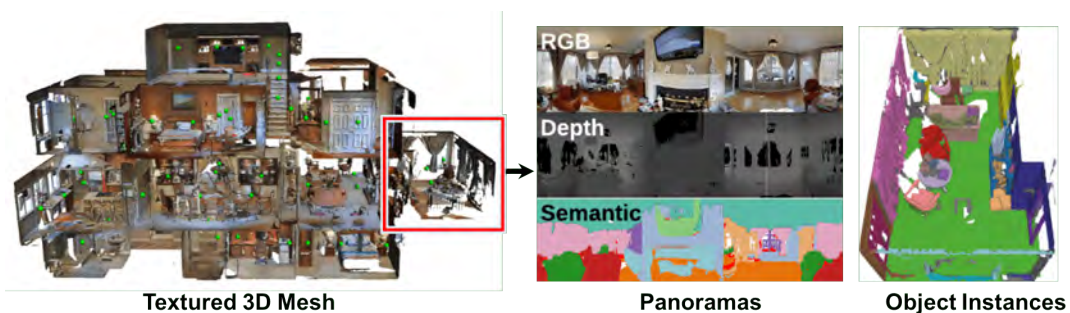 RGB
Depth
Semantic
Textured 3D Mesh
Panoramas
Object Instances